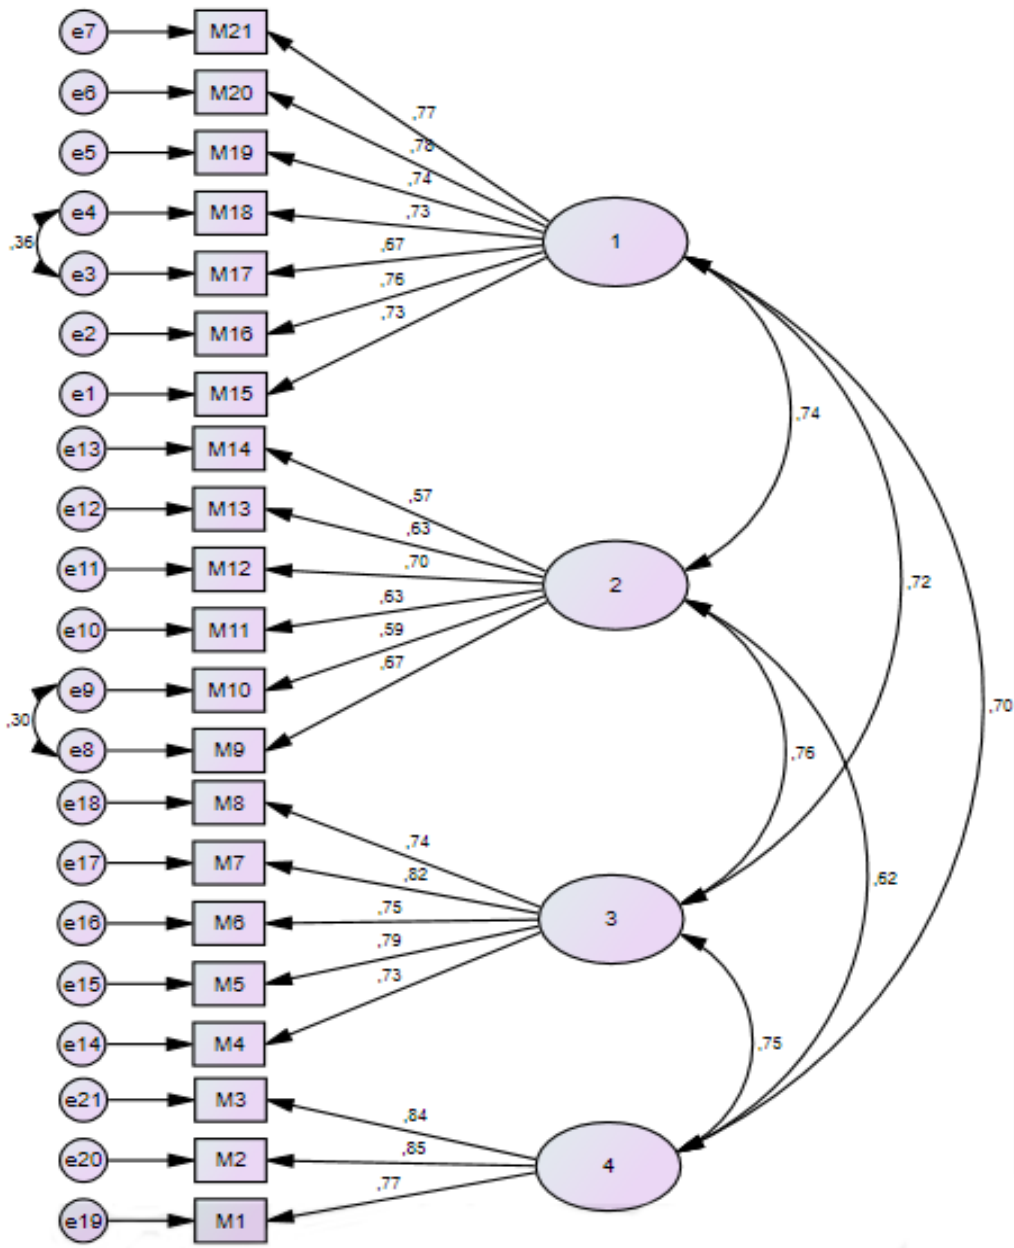 e7 M21
,77
e6 M20
,78
e5 M19
,74
e4 M18
,73
,36
1
e3 M17
,67
,76
e2 M16
,73
e1 M15
,74
e13 M14
,57
e12 M13
,63
e11 M12
,70
2
,72
e10 M11
,63
,59
e9 M10
,67
,30
,70
e8 M9
,76
e18 M8
,74
e17 M7
,82
,62
e16 M6
,75
3
,79
e15 M5
,73
e14 M4
,75
e21 M3
,84
e20 M2
,85
4
,77
e19 M1